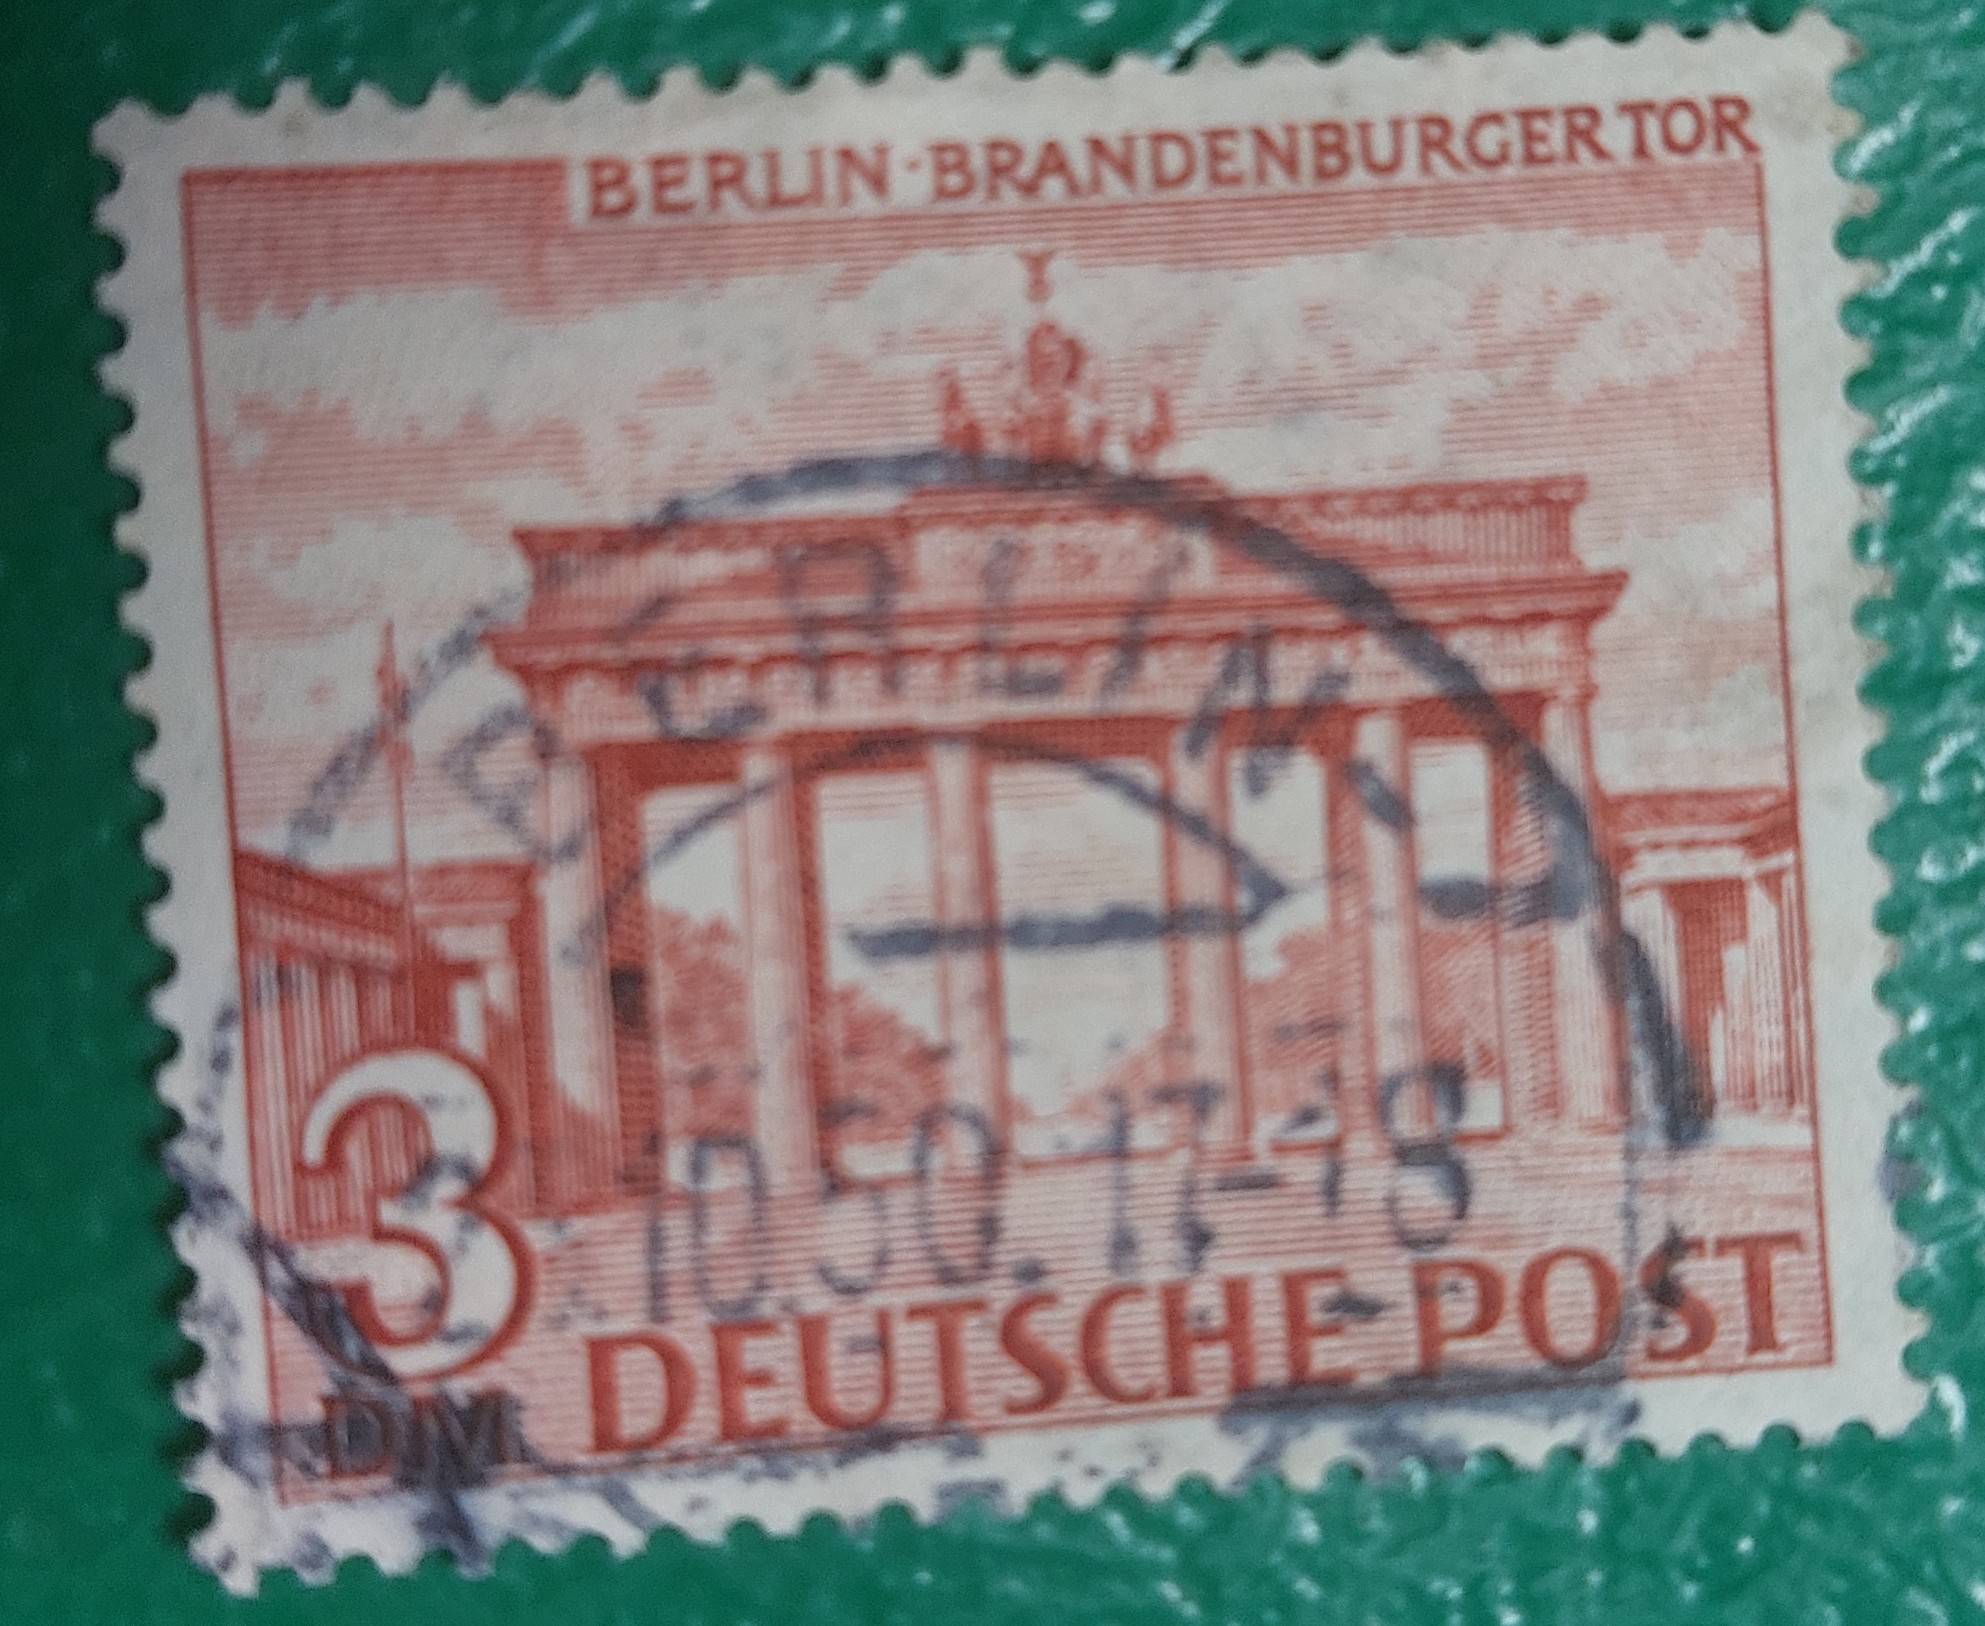 BERLIN·BRANDENBURGER TOR
BERLIN
10.50.17-18
3
DM
DEUTSCHE POST